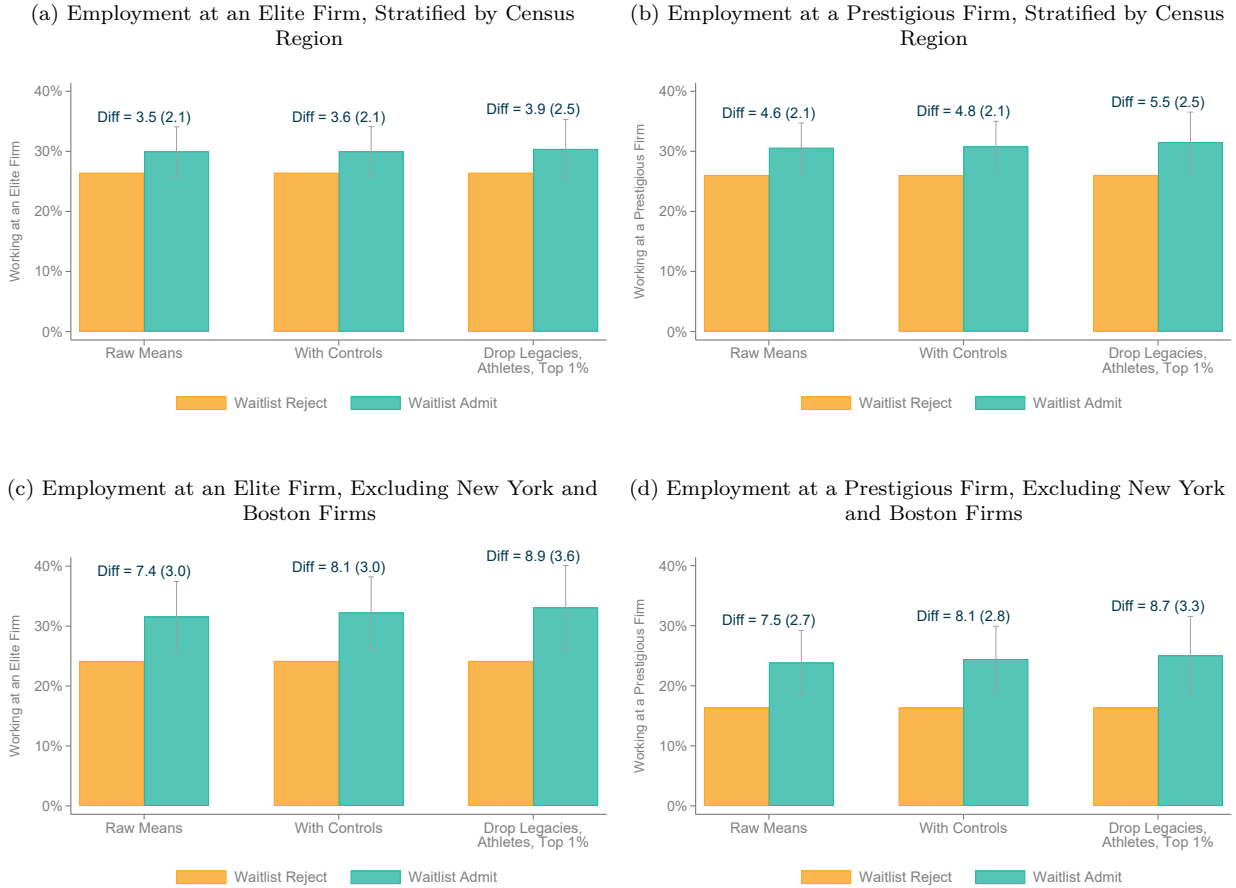 (a) Employment at an Elite Firm, Stratified by Census
Region
40%
30%
20%
10%
0%
Working at an Elite Firm
Diff = 3.5 (2.1)
Diff = 3.6 (2.1)
Diff = 3.9 (2.5)
Raw Means
With Controls
Drop Legacies,
Athletes, Top 1%
Waitlist Reject
Waitlist Admit
(b) Employment at a Prestigious Firm, Stratified by Census
Region
40%
30%
20%
10%
0%
Working at a Prestigious Firm
Diff = 4.6 (2.1)
Diff = 4.8 (2.1)
Diff = 5.5 (2.5)
Raw Means
With Controls
Drop Legacies,
Athletes, Top 1%
Waitlist Reject
Waitlist Admit
(c) Employment at an Elite Firm, Excluding New York and
Boston Firms
40%
30%
20%
10%
0%
Working at an Elite Firm
Diff = 7.4 (3.0)
Diff = 8.1 (3.0)
Diff = 8.9 (3.6)
Raw Means
With Controls
Drop Legacies,
Athletes, Top 1%
Waitlist Reject
Waitlist Admit
(d) Employment at a Prestigious Firm, Excluding New York
and Boston Firms
40%
30%
20%
10%
0%
Working at a Prestigious Firm
Diff = 7.5 (2.7)
Diff = 8.1 (2.8)
Diff = 8.7 (3.3)
Raw Means
With Controls
Drop Legacies,
Athletes, Top 1%
Waitlist Reject
Waitlist Admit